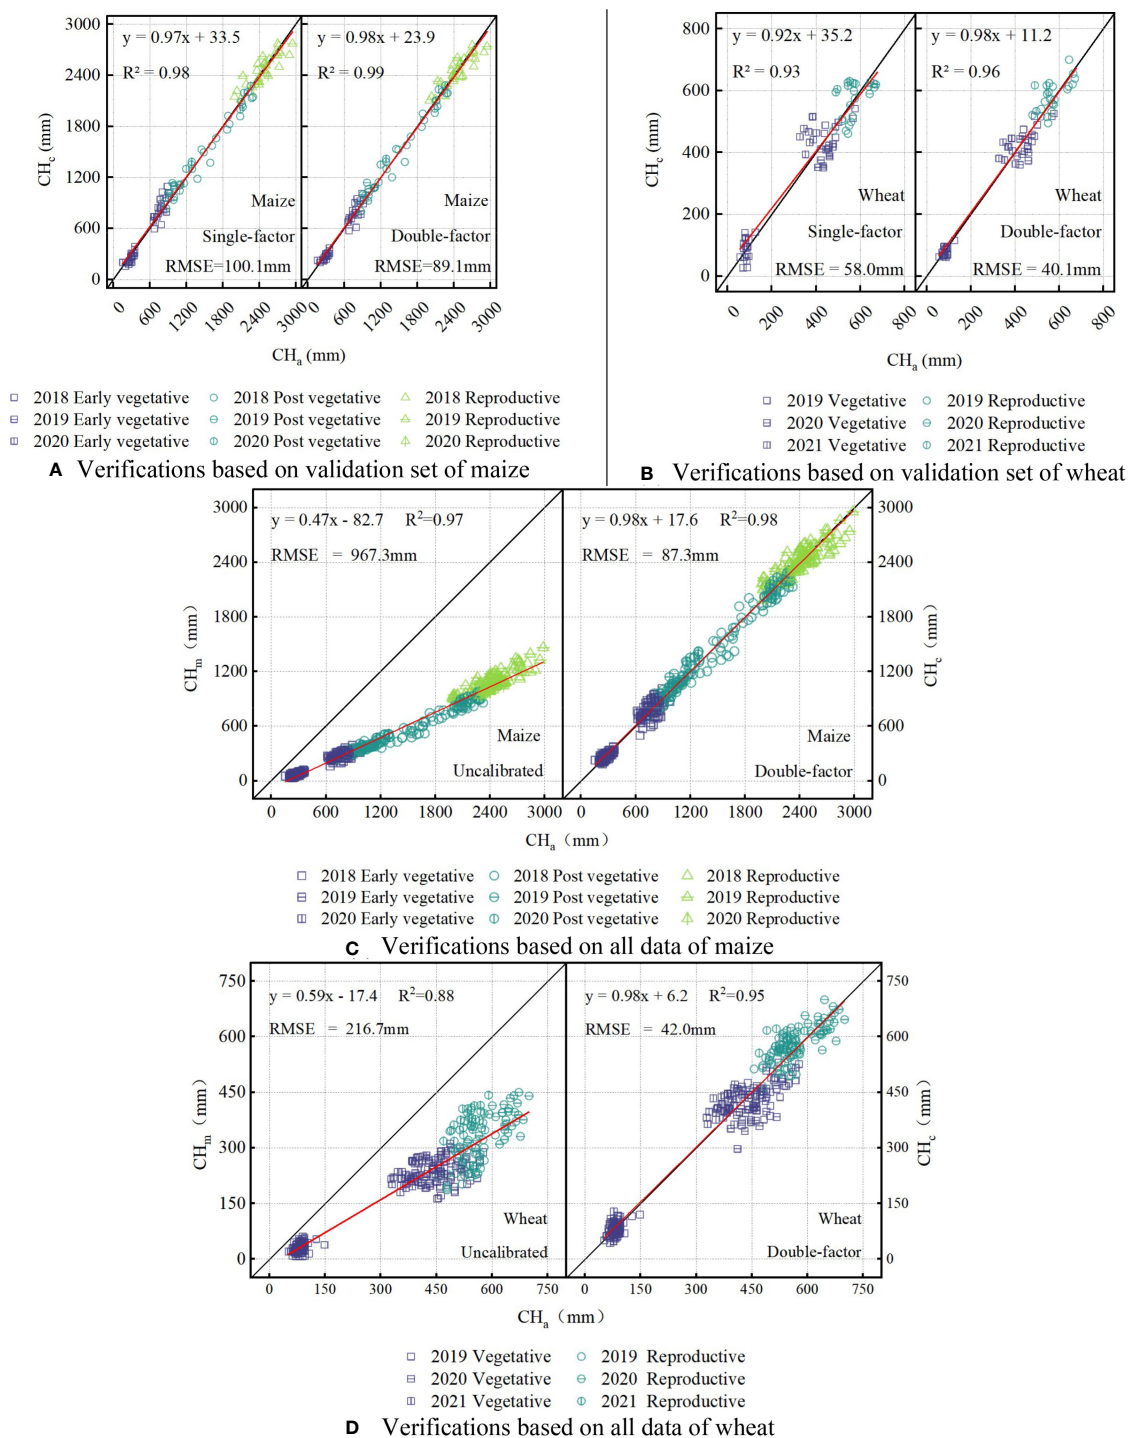 y = 0.97x + 33.5
R² = 0.98
Maize
Single-factor
RMSE=100.1mm
y = 0.98x + 23.9
R² = 0.99
Maize
Double-factor
RMSE=89.1mm
3000
2400
1800
1200
600
0
CHc (mm)
0 600 1200 1800 2400 3000 0 600 1200 1800 2400 3000
CHa (mm)
2018 Early vegetative 2018 Post vegetative 2018 Reproductive
2019 Early vegetative 2019 Post vegetative 2019 Reproductive
2020 Early vegetative 2020 Post vegetative 2020 Reproductive
A Verifications based on validation set of maize
y = 0.92x + 35.2
R² = 0.93
Wheat
Single-factor
RMSE = 58.0mm
y = 0.98x + 11.2
R² = 0.96
Wheat
Double-factor
RMSE = 40.1mm
800
600
400
200
0
CHc (mm)
0 200 400 600 800 0 200 400 600 800
CHa (mm)
2019 Vegetative 2019 Reproductive
2020 Vegetative 2020 Reproductive
2021 Vegetative 2021 Reproductive
B Verifications based on validation set of wheat
y = 0.47x - 82.7 R²=0.97
RMSE = 967.3mm
Maize
Uncalibrated
y = 0.98x + 17.6 R²=0.98
RMSE = 87.3mm
Maize
Double-factor
3000 3000
2400 2400
1800 1800
1200 1200
600 600
0 0
CHm（mm）
CHc（mm）
0 600 1200 1800 2400 3000 0 600 1200 1800 2400 3000
CHa（mm）
2018 Early vegetative 2018 Post vegetative 2018 Reproductive
2019 Early vegetative 2019 Post vegetative 2019 Reproductive
2020 Early vegetative 2020 Post vegetative 2020 Reproductive
C Verifications based on all data of maize
y = 0.59x - 17.4 R²=0.88
RMSE = 216.7mm
Wheat
Uncalibrated
y = 0.98x + 6.2 R²=0.95
RMSE = 42.0mm
Wheat
Double-factor
750 750
600 600
450 450
300 300
150 150
0 0
CHm（mm）
CHc（mm）
0 150 300 450 600 750 0 150 300 450 600 750
CHa（mm）
2019 Vegetative 2019 Reproductive
2020 Vegetative 2020 Reproductive
2021 Vegetative 2021 Reproductive
D Verifications based on all data of wheat